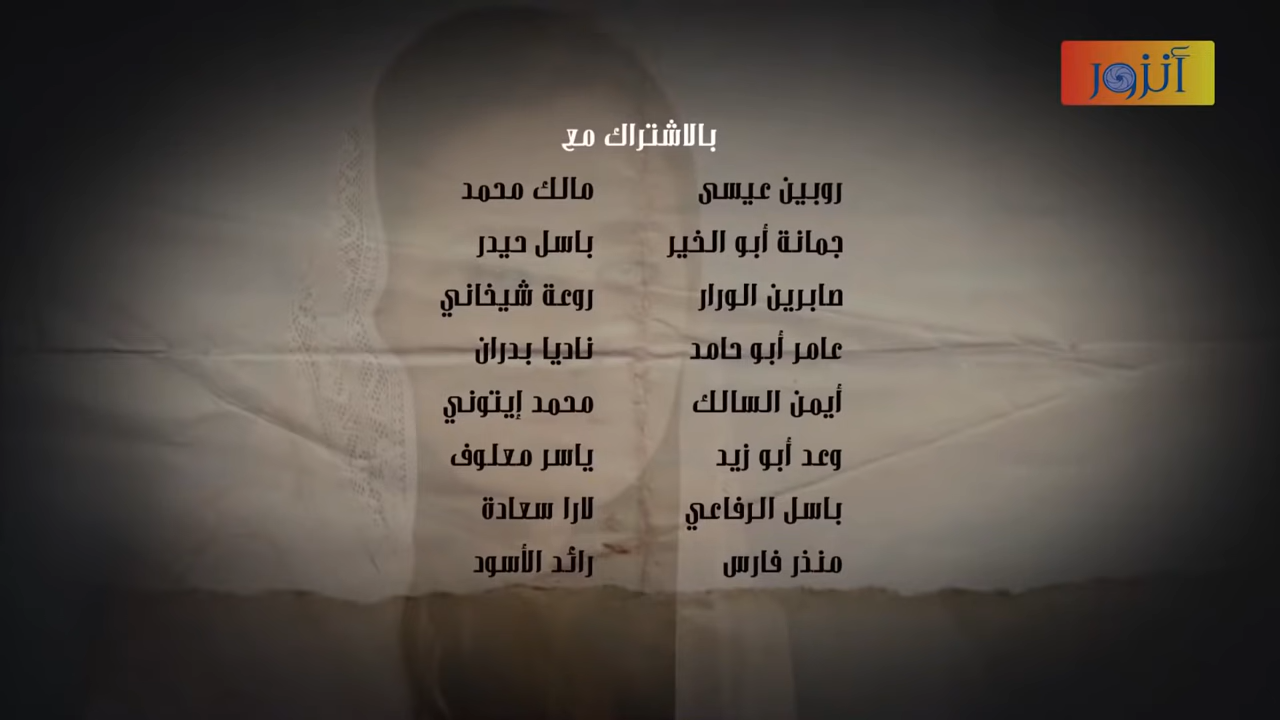 آنزور
بالاشتراك مع
روبين عيسى مالك محمد
جمانة أبو الخير باسل حيدر
صابرين الورار روعة شيخاني
عامر أبو حامد ناديا بدران
أيمن السالك محمد إيتوني
وعد أبو زيد ياسر معلوف
باسل الرفاعي لارا سعادة
منذر فارس رائد الأسود